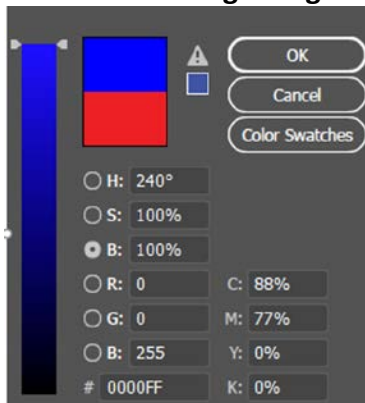 OK
Cancel
Color Swatches
H: 240°
S: 100%
B: 100%
R: 0 C: 88%
G: 0 M: 77%
B: 255 Y: 0%
# 0000FF K: 0%